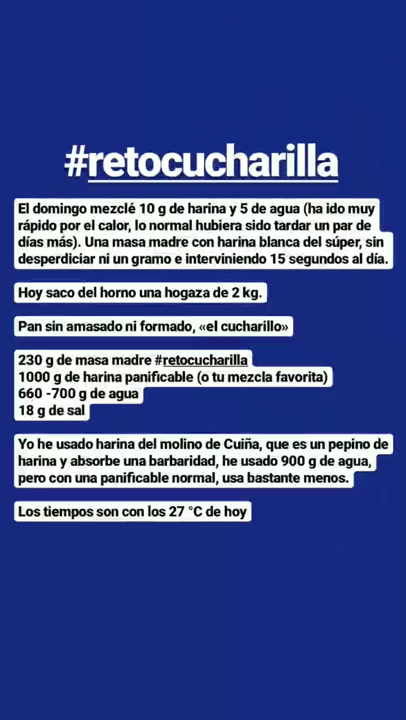 #retocucharilla
El domingo mezclé 10 g de harina y 5 de agua (ha ido muy
rápido por el calor, lo normal hubiera sido tardar un par de
días más). Una masa madre con harina blanca del súper, sin
desperdiciar ni un gramo e interviniendo 15 segundos al día.
Hoy saco del horno una hogaza de 2 kg.
Pan sin amasado ni formado, «el cucharillo»
230 g de masa madre #retocucharilla
1000 g de harina panificable (o tu mezcla favorita)
660 -700 g de agua
18 g de sal
Yo he usado harina del molino de Cuiña, que es un pepino de
harina y absorbe una barbaridad, he usado 900 g de agua,
pero con una panificable normal, usa bastante menos.
Los tiempos son con los 27 °C de hoy